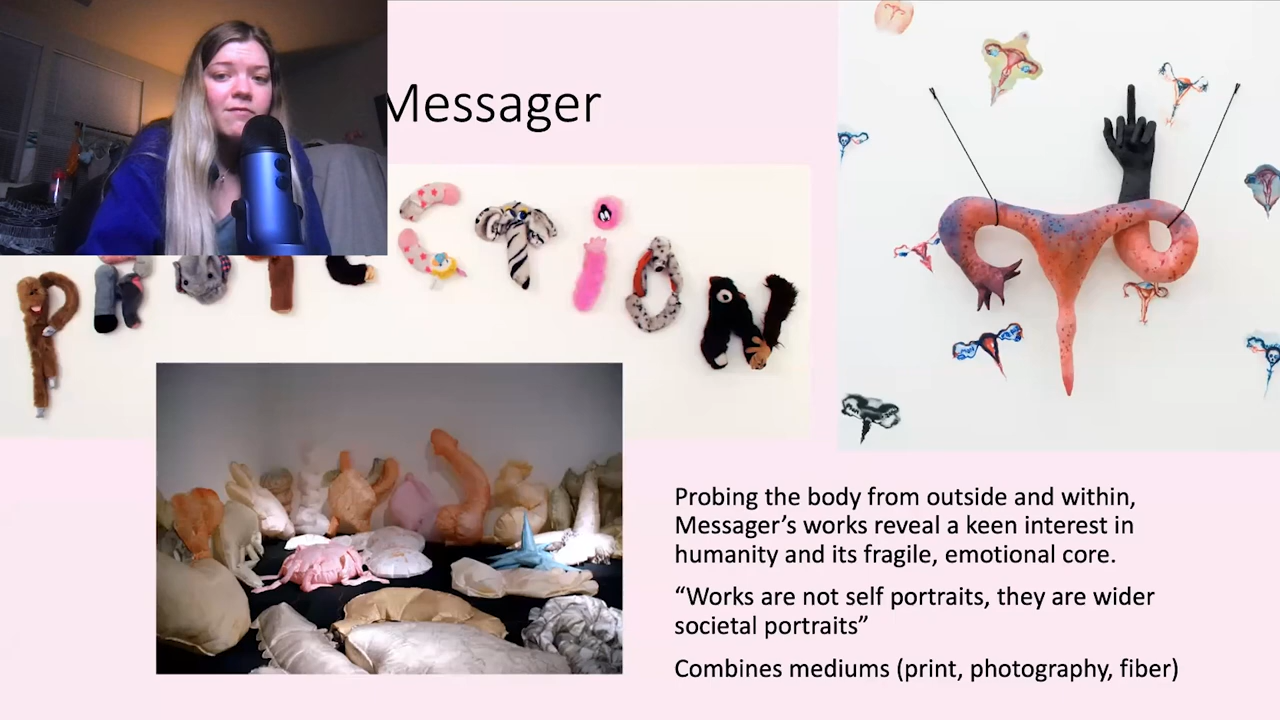 Messager
PROTECTiON
Probing the body from outside and within,
Messager’s works reveal a keen interest in
humanity and its fragile, emotional core.
“Works are not self portraits, they are wider
societal portraits”
Combines mediums (print, photography, fiber)